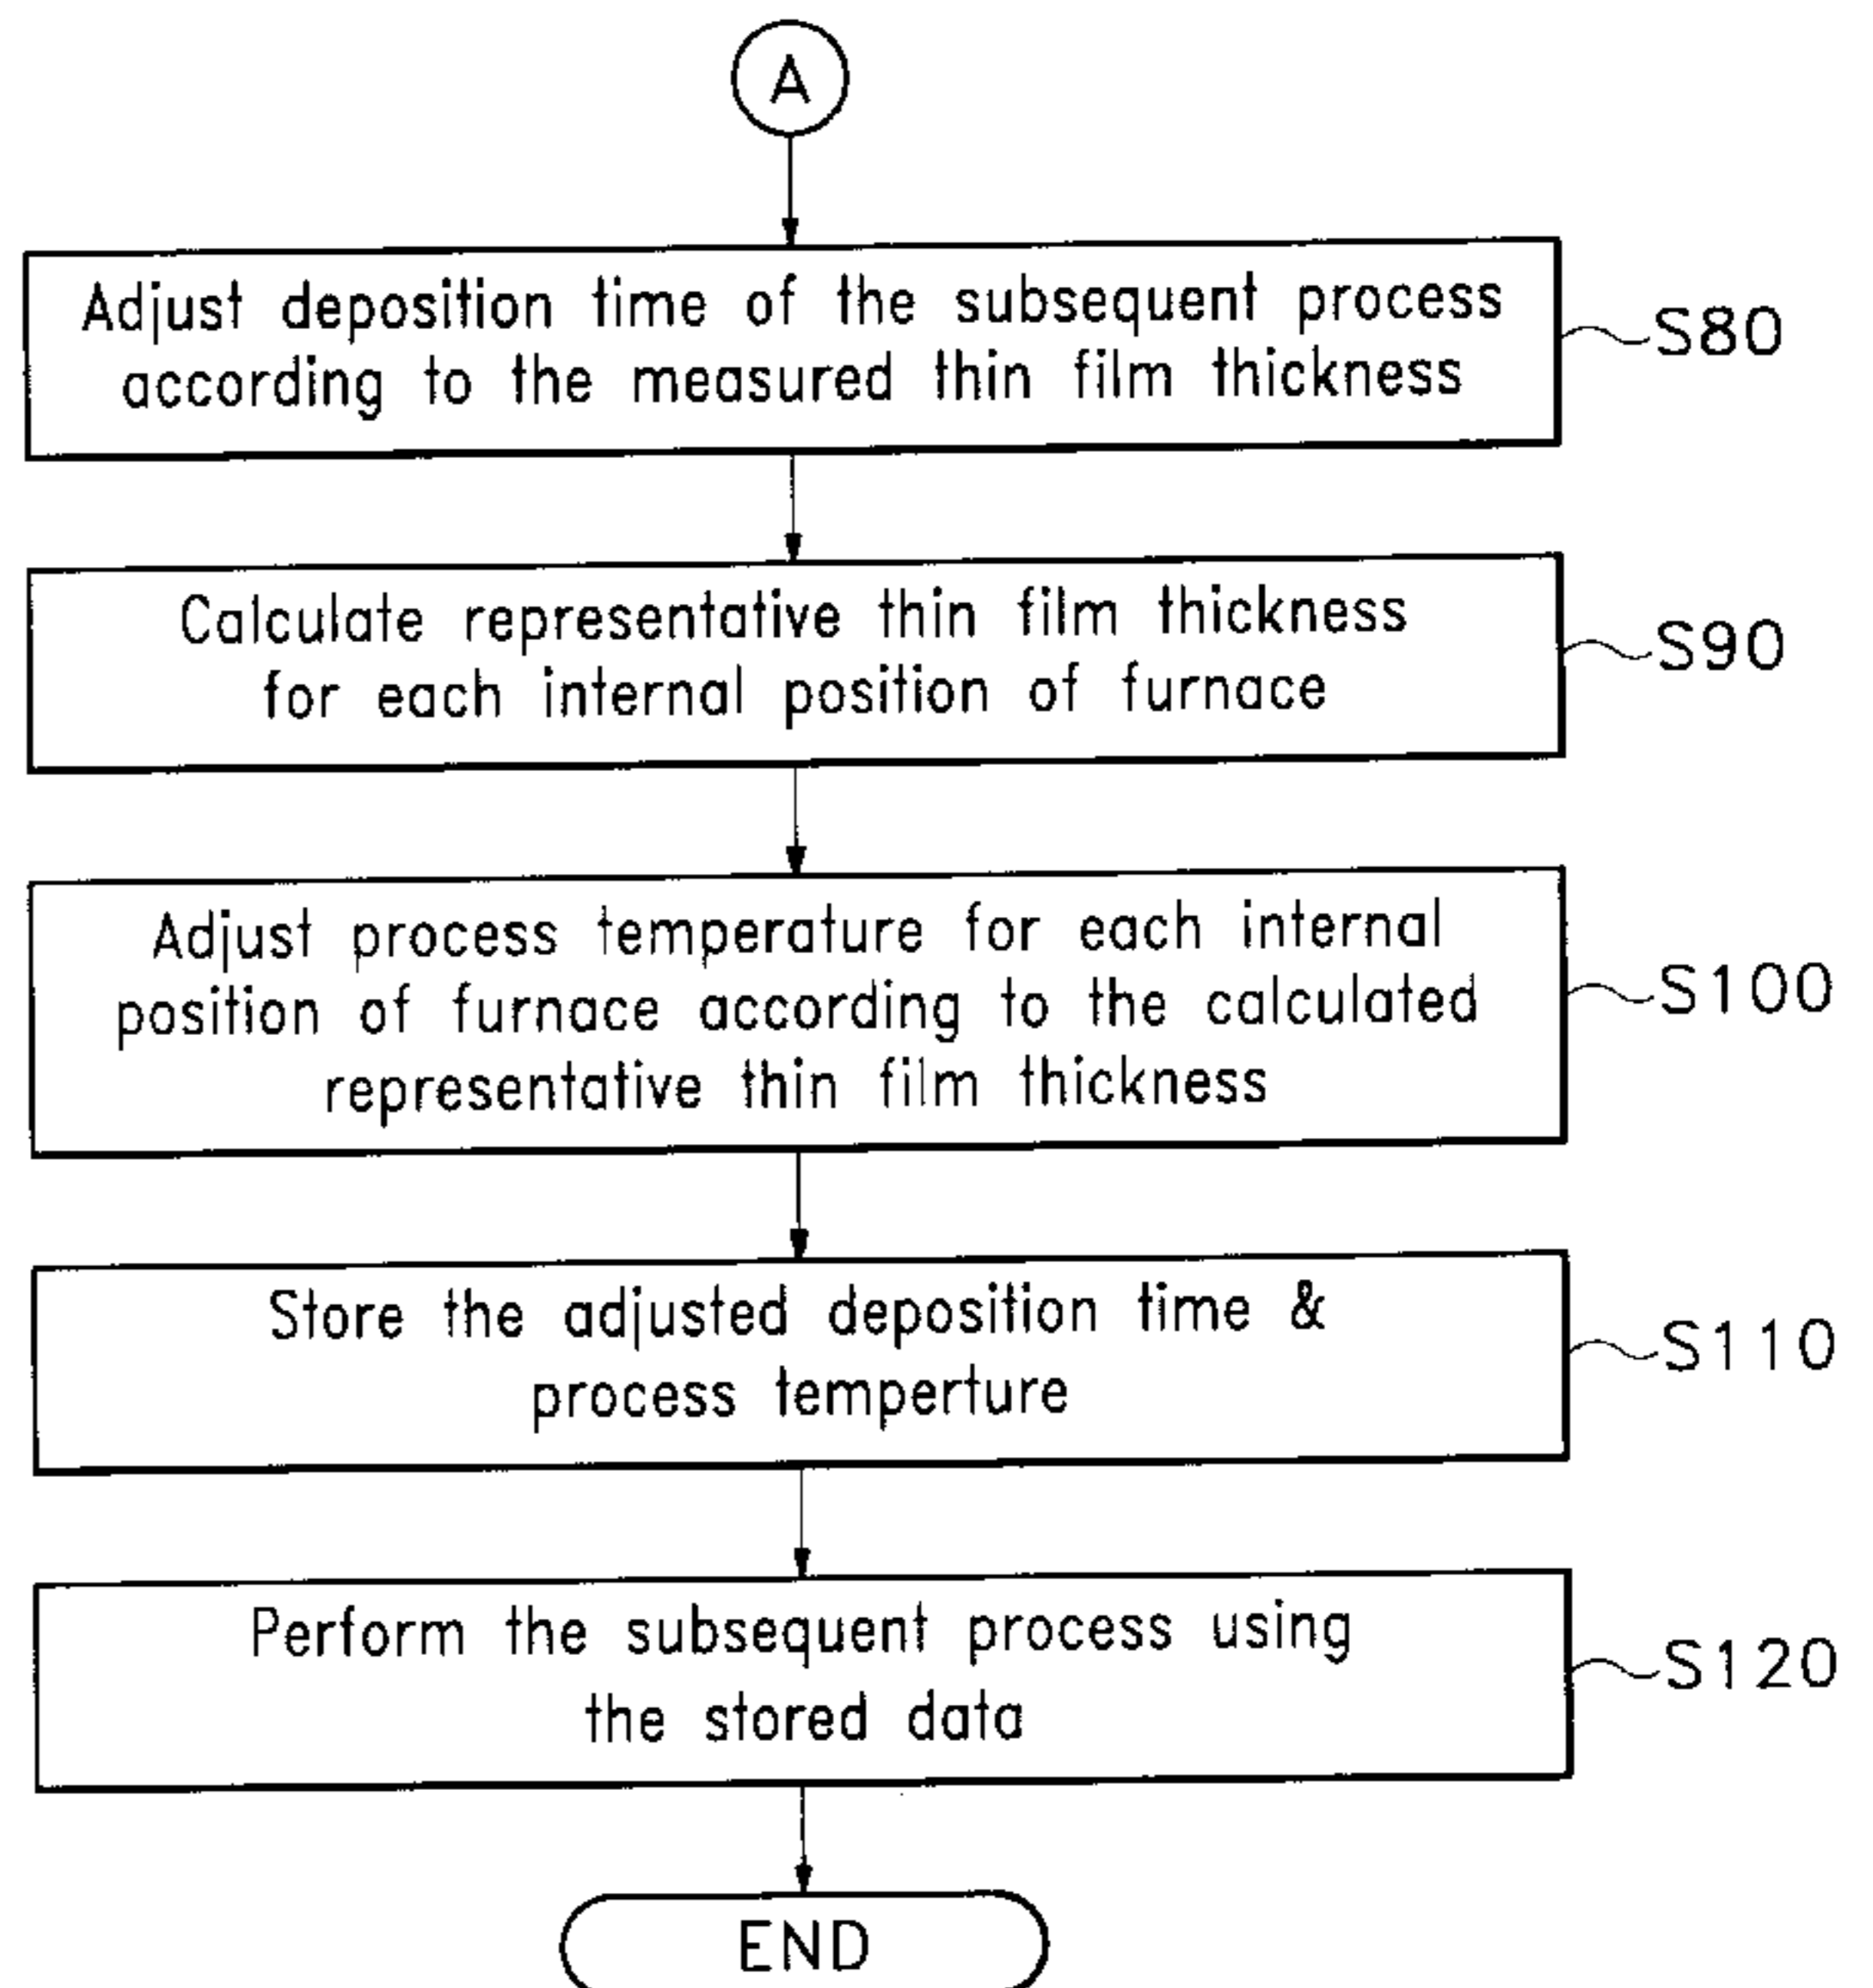 A
Adjust deposition time of the subsequent process
according to the measured thin film thickness
S80
Calculate representative thin film thickness
for each internal position of furnace
S90
Adjust process temperature for each internal
position of furnace according to the calculated
representative thin film thickness
S100
Store the adjusted deposition time &
process temperture
S110
Perform the subsequent process using
the stored data
S120
END